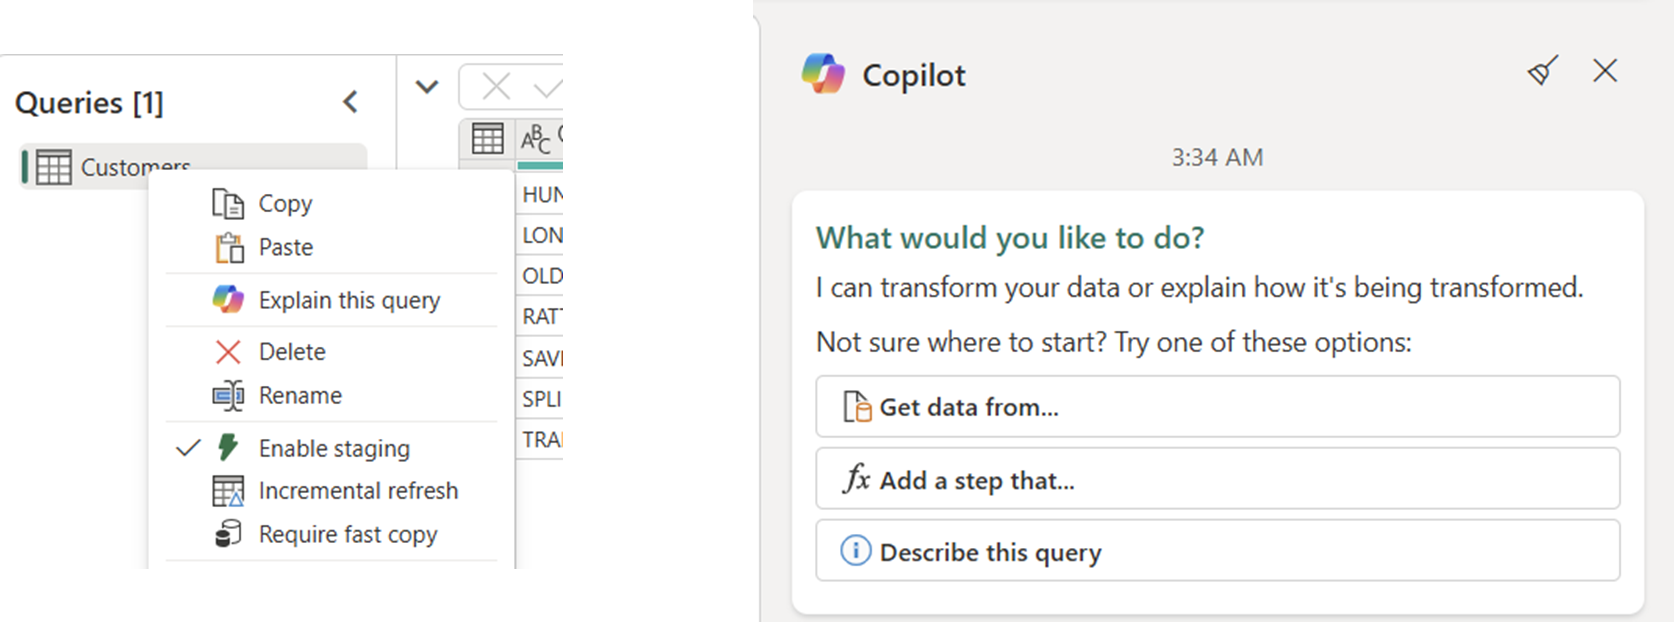 Queries [1]
Customers
Copy
Paste
Explain this query
Delete
Rename
Enable staging
Incremental refresh
Require fast copy
ABC
HUN
LON
OLD
RAT
SAV
SPLI
TRA
Copilot
3:34 AM
What would you like to do?
I can transform your data or explain how it's being transformed.
Not sure where to start? Try one of these options:
Get data from...
fx Add a step that...
Describe this query